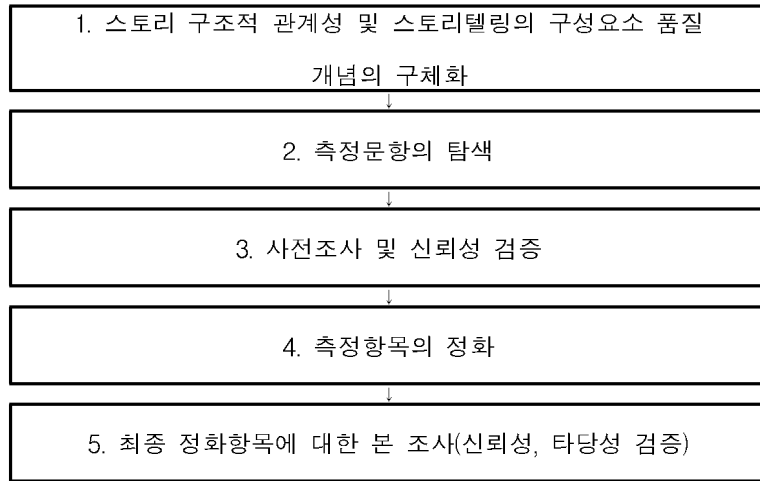 1. 스토리 구조적 관계성 및 스토리텔링의 구성요소 품질
개념의 구체화
↓
2. 측정문항의 탐색
↓
3. 사전조사 및 신뢰성 검증
↓
4. 측정항목의 정화
↓
5. 최종 정화항목에 대한 본 조사(신뢰성, 타당성 검증)